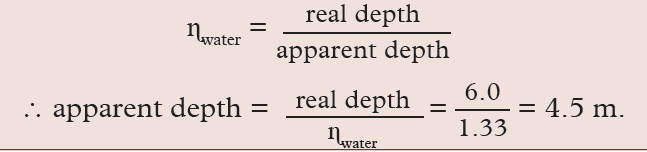 η_water = real depth / apparent depth
∴ apparent depth = real depth / η_water = 6.0 / 1.33 = 4.5 m.